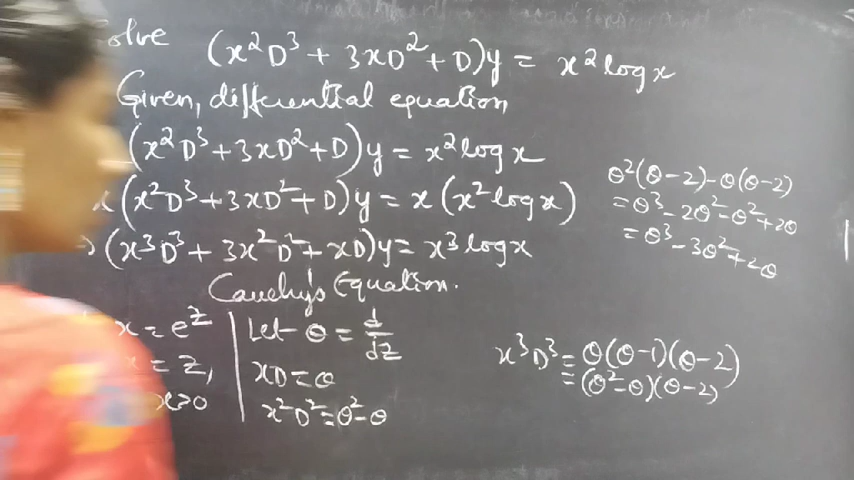 olve (x²D³ + 3xD² + D)y = x² log x
Given, differential equation
(x²D³ + 3xD² + D) y = x² log x
x (x²D³ + 3xD² + D) y = x (x² log x)
(x³D³ + 3x²D² + xD) y = x³ log x
Cauchy's Equation.
x = e^z
x = z,
x>0
Let θ = d/dz
xD = θ
x²D² = θ² - θ
θ²(θ-2) - θ(θ-2)
= θ³ - 2θ² - θ² + 2θ
= θ³ - 3θ² + 2θ
x³D³ = θ(θ-1)(θ-2)
= (θ² - θ)(θ-2)